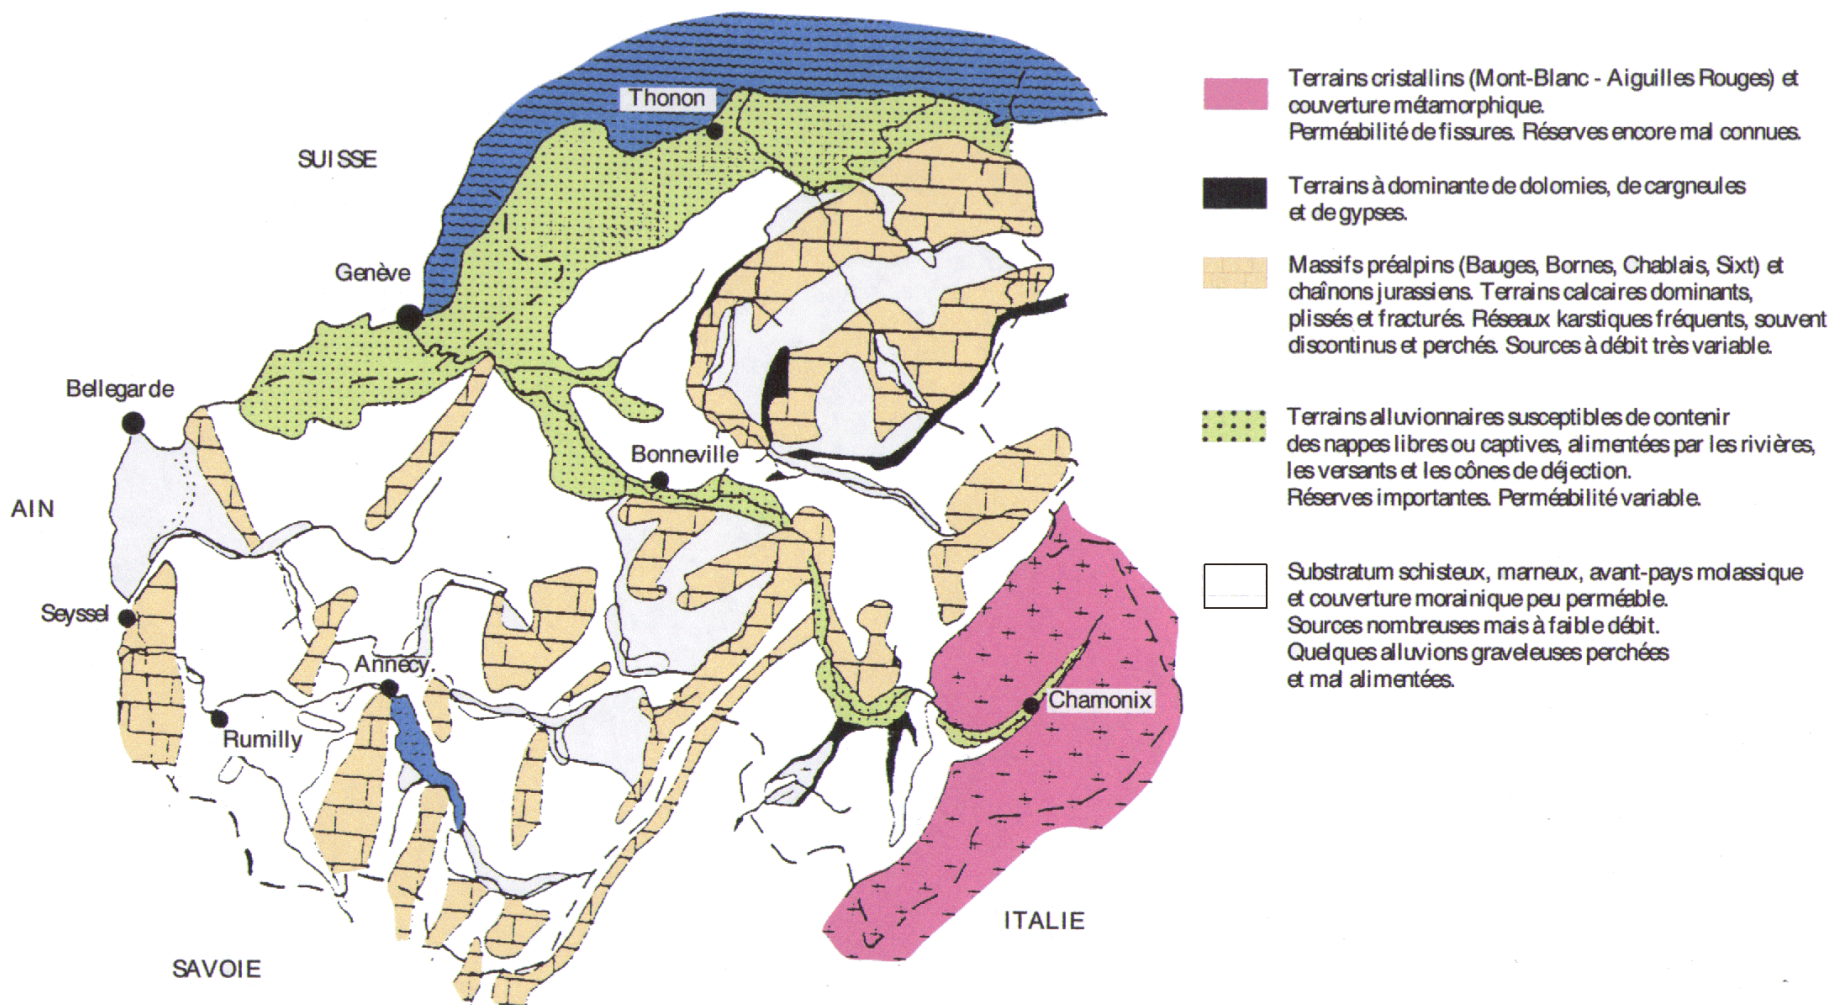 Thonon
SUISSE
Genève
Bellegarde
Bonneville
AIN
Seyssel
Annecy
Chamonix
Rumilly
ITALIE
SAVOIE
Terrains cristallins (Mont-Blanc - Aiguilles Rouges) et
couverture métamorphique.
Perméabilité de fissures. Réserves encore mal connues.
Terrains à dominante de dolomies, de cargneules
et de gypses.
Massifs préalpins (Bauges, Bornes, Chablais, Sixt) et
chaînons jurassiens. Terrains calcaires dominants,
plissés et fracturés. Réseaux karstiques fréquents, souvent
discontinus et perchés. Sources à débit très variable.
Terrains alluvionnaires susceptibles de contenir
des nappes libres ou captives, alimentées par les rivières,
les versants et les cônes de déjection.
Réserves importantes. Perméabilité variable.
Substratum schisteux, marneux, avant-pays molassique
et couverture morainique peu perméable.
Sources nombreuses mais à faible débit.
Quelques alluvions graveleuses perchées
et mal alimentées.